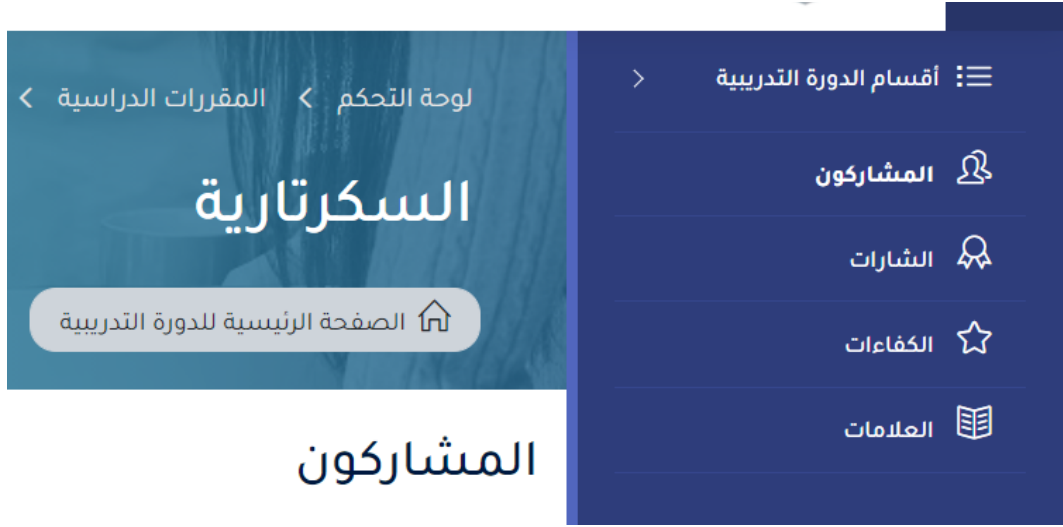 أقسام الدورة التدريبية
المشاركون
الشارات
الكفاءات
العلامات
لوحة التحكم > المقررات الدراسية >
السكرتارية
الصفحة الرئيسية للدورة التدريبية
المشاركون